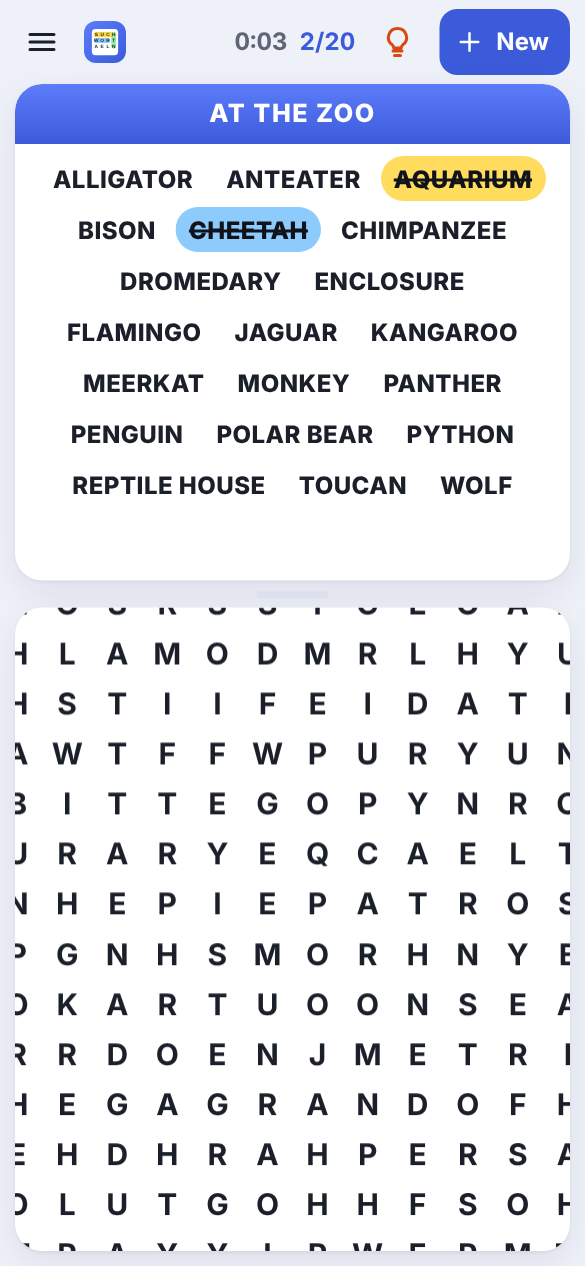 0:03 2/20 New
AT THE ZOO
ALLIGATOR ANTEATER AQUARIUM
BISON CHEETAH CHIMPANZEE
DROMEDARY ENCLOSURE
FLAMINGO JAGUAR KANGAROO
MEERKAT MONKEY PANTHER
PENGUIN POLAR BEAR PYTHON
REPTILE HOUSE TOUCAN WOLF
H L A M O D M R L H Y U
H S T I I F E I D A T
A W T F F W P U R Y U N
B I T T E G O P Y N R
U R A R Y E Q C A E L T
N H E P I E P A T R O S
P G N H S M O R H N Y E
K A R T U O O N S E A
R R D O E N J M E T R
H E G A G R A N D O F H
E H D H R A H P E R S A
L U T G O H H F S O H